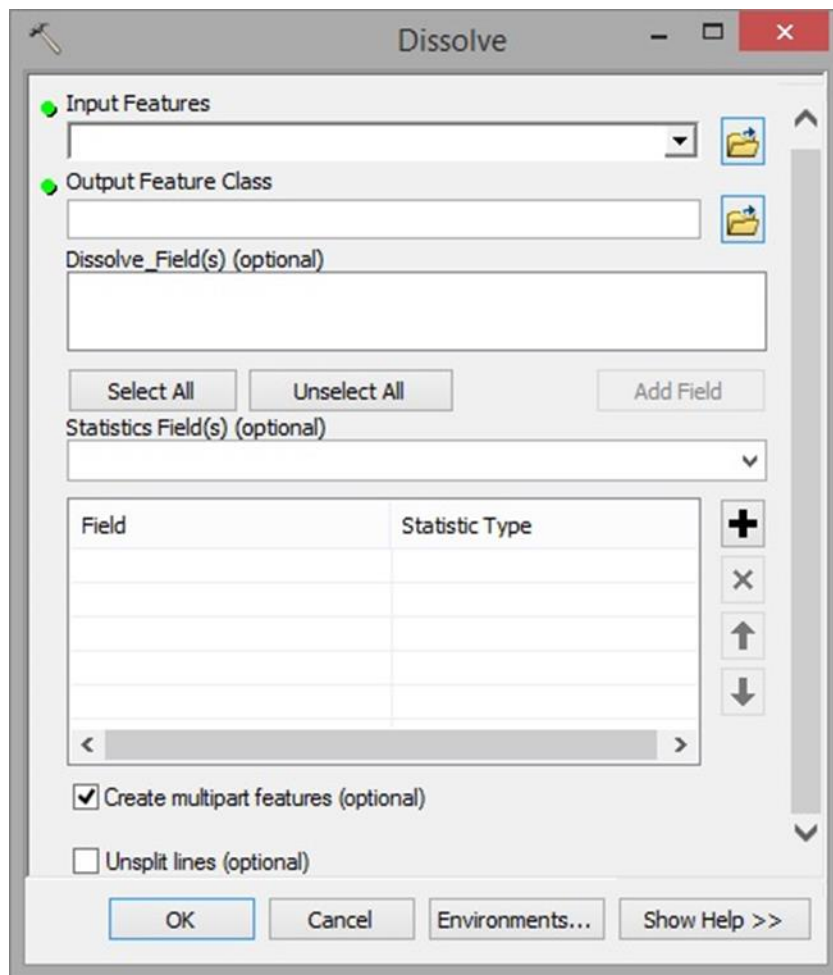 Dissolve
Input Features
Output Feature Class
Dissolve_Field(s) (optional)
Select All Unselect All Add Field
Statistics Field(s) (optional)
Field Statistic Type
Create multipart features (optional)
Unsplit lines (optional)
OK Cancel Environments... Show Help >>